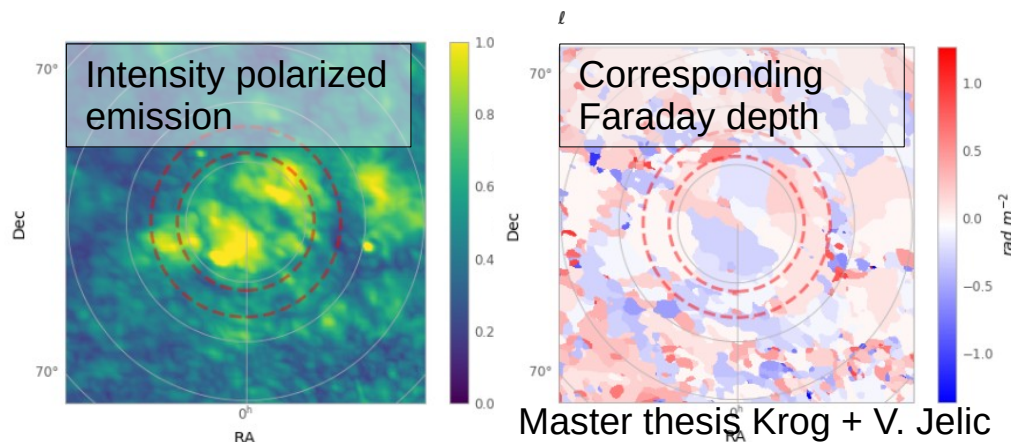 ℓ
Intensity polarized
emission
70°
70°
0ʰ
RA
Dec
1.0
0.8
0.6
0.4
0.2
0.0
Corresponding
Faraday depth
70°
70°
0ʰ
RA
Dec
1.0
0.5
0.0
−0.5
−1.0
rad m⁻²
Master thesis Krog + V. Jelic